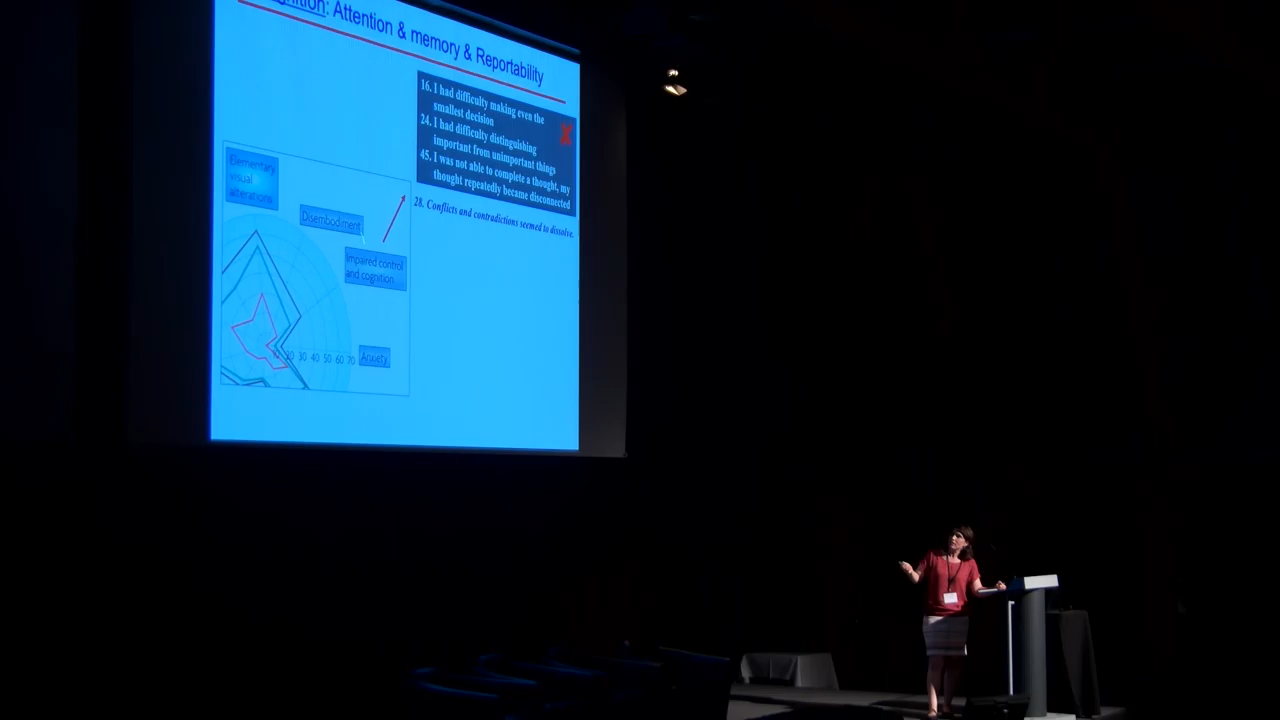 Attention & memory & Reportability
16. I had difficulty making even the
smallest decision
24. I had difficulty distinguishing
important from unimportant things
45. I was not able to complete a thought, my
thought repeatedly became disconnected
28. Conflicts and contradictions seemed to dissolve.
Elementary
visual
alterations
Disembodiment
Impaired control
and cognition
20 30 40 50 60 70
Anxiety